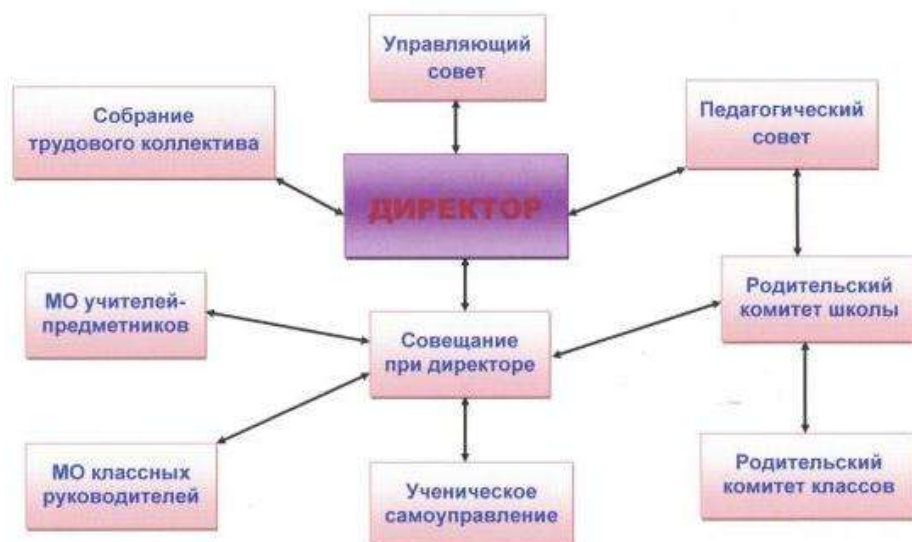 Управляющий
совет
Собрание
трудового коллектива
Педагогический
совет
ДИРЕКТОР
МО учителей-
предметников
Совещание
при директоре
Родительский
комитет школы
МО классных
руководителей
Ученическое
самоуправление
Родительский
комитет классов